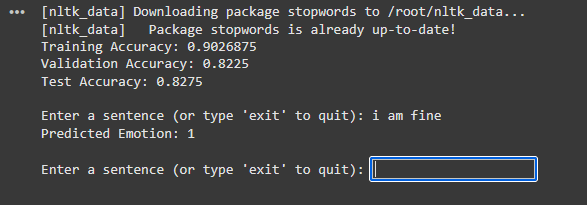 [nltk_data] Downloading package stopwords to /root/nltk_data...
[nltk_data]   Package stopwords is already up-to-date!
Training Accuracy: 0.9026875
Validation Accuracy: 0.8225
Test Accuracy: 0.8275
Enter a sentence (or type 'exit' to quit): i am fine
Predicted Emotion: 1
Enter a sentence (or type 'exit' to quit):